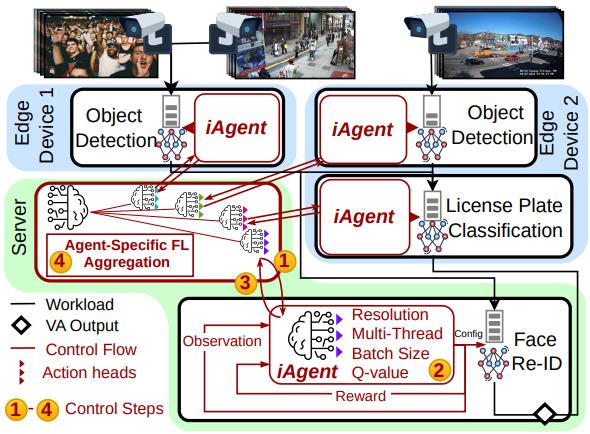 Edge
Device 1
Object
Detection
iAgent
iAgent
Object
Detection
Edge
Device 2
iAgent
License Plate
Classification
Server
4
Agent-Specific FL
Aggregation
1
3
Workload
VA Output
Control Flow
Action heads
1 - 4 Control Steps
Observation
iAgent
Resolution
Multi-Thread
Batch Size
Q-value
2
Reward
Config
Face
Re-ID